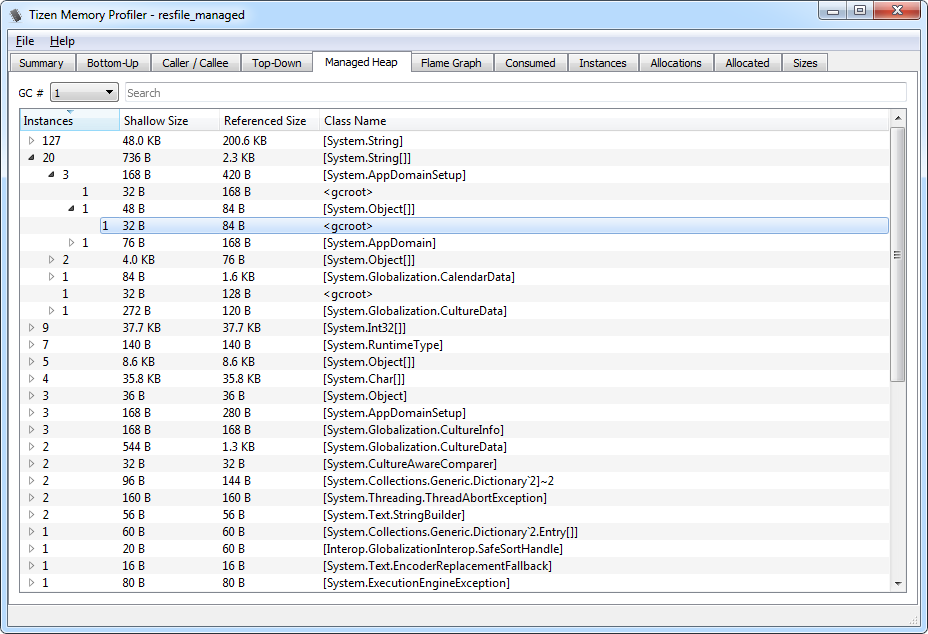 Tizen Memory Profiler - resfile_managed
File Help
Summary Bottom-Up Caller / Callee Top-Down Managed Heap Flame Graph Consumed Instances Allocations Allocated Sizes
GC # 1 Search
Instances Shallow Size Referenced Size Class Name
127 48.0 KB 200.6 KB [System.String]
20 736 B 2.3 KB [System.String[]]
3 168 B 420 B [System.AppDomainSetup]
1 32 B 168 B <gcroot>
1 48 B 84 B [System.Object[]]
1 32 B 84 B <gcroot>
1 76 B 168 B [System.AppDomain]
2 4.0 KB 76 B [System.Object[]]
1 84 B 1.6 KB [System.Globalization.CalendarData]
1 32 B 128 B <gcroot>
1 272 B 120 B [System.Globalization.CultureData]
9 37.7 KB 37.7 KB [System.Int32[]]
7 140 B 140 B [System.RuntimeType]
5 8.6 KB 8.6 KB [System.Object[]]
4 35.8 KB 35.8 KB [System.Char[]]
3 36 B 36 B [System.Object]
3 168 B 280 B [System.AppDomainSetup]
3 168 B 168 B [System.Globalization.CultureInfo]
2 544 B 1.3 KB [System.Globalization.CultureData]
2 32 B 32 B [System.CultureAwareComparer]
2 96 B 144 B [System.Collections.Generic.Dictionary`2]~2
2 160 B 160 B [System.Threading.ThreadAbortException]
2 56 B 56 B [System.Text.StringBuilder]
1 60 B 60 B [System.Collections.Generic.Dictionary`2.Entry[]]
1 20 B 60 B [Interop.GlobalizationInterop.SafeSortHandle]
1 16 B 16 B [System.Text.EncoderReplacementFallback]
1 80 B 80 B [System.ExecutionEngineException]